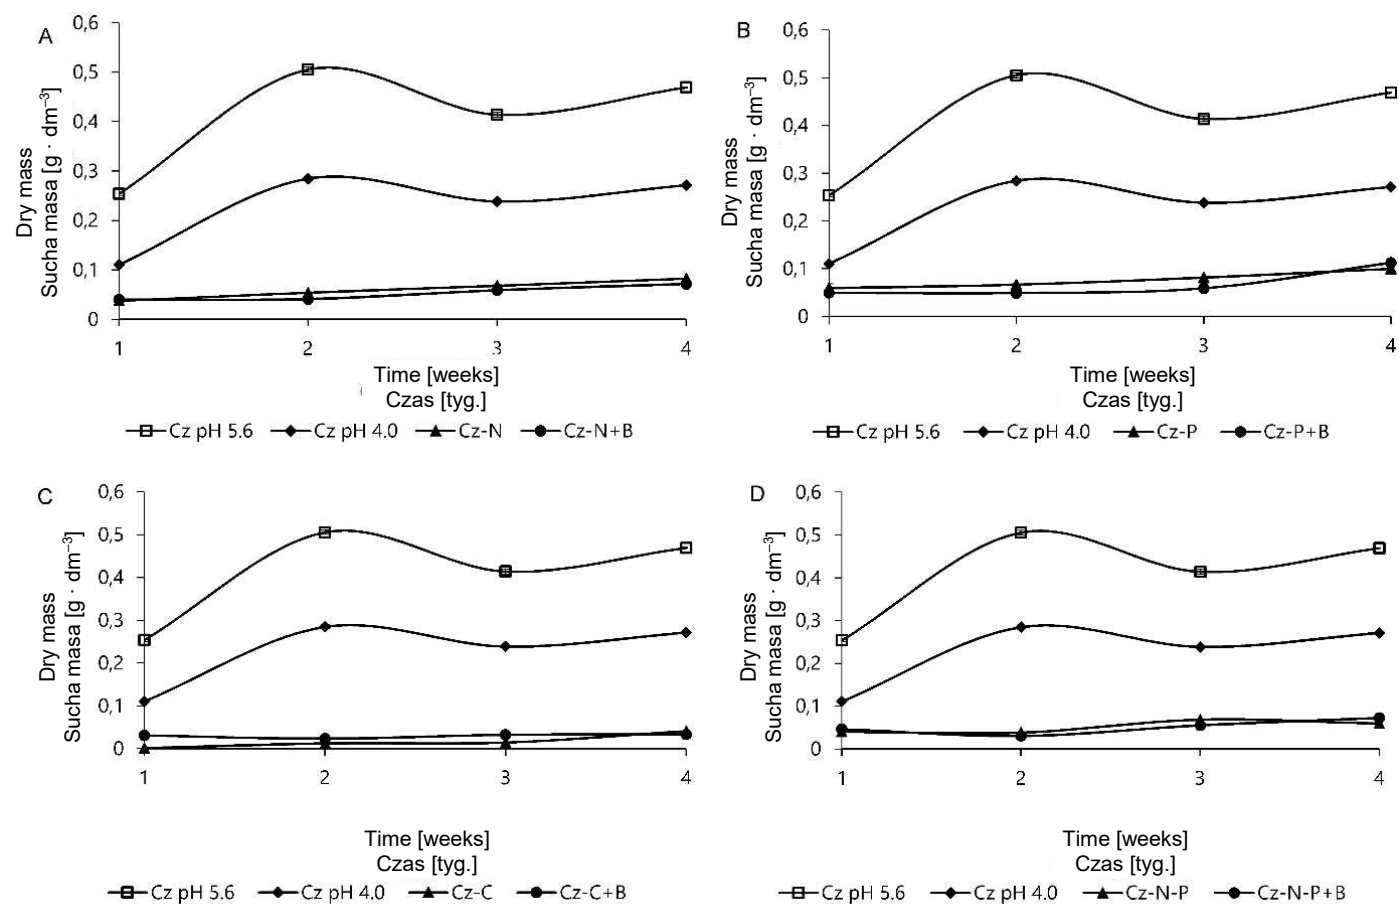 A
Dry mass
Sucha masa [g · dm⁻³]
0,6
0,5
0,4
0,3
0,2
0,1
0
1 2 3 4
Time [weeks]
Czas [tyg.]
Cz pH 5.6 Cz pH 4.0 Cz-N Cz-N+B
B
Dry mass
Sucha masa [g · dm⁻³]
0,6
0,5
0,4
0,3
0,2
0,1
0
1 2 3 4
Time [weeks]
Czas [tyg.]
Cz pH 5.6 Cz pH 4.0 Cz-P Cz-P+B
C
Dry mass
Sucha masa [g · dm⁻³]
0,6
0,5
0,4
0,3
0,2
0,1
0
1 2 3 4
Time [weeks]
Czas [tyg.]
Cz pH 5.6 Cz pH 4.0 Cz-C Cz-C+B
D
Dry mass
Sucha masa [g · dm⁻³]
0,6
0,5
0,4
0,3
0,2
0,1
0
1 2 3 4
Time [weeks]
Czas [tyg.]
Cz pH 5.6 Cz pH 4.0 Cz-N-P Cz-N-P+B